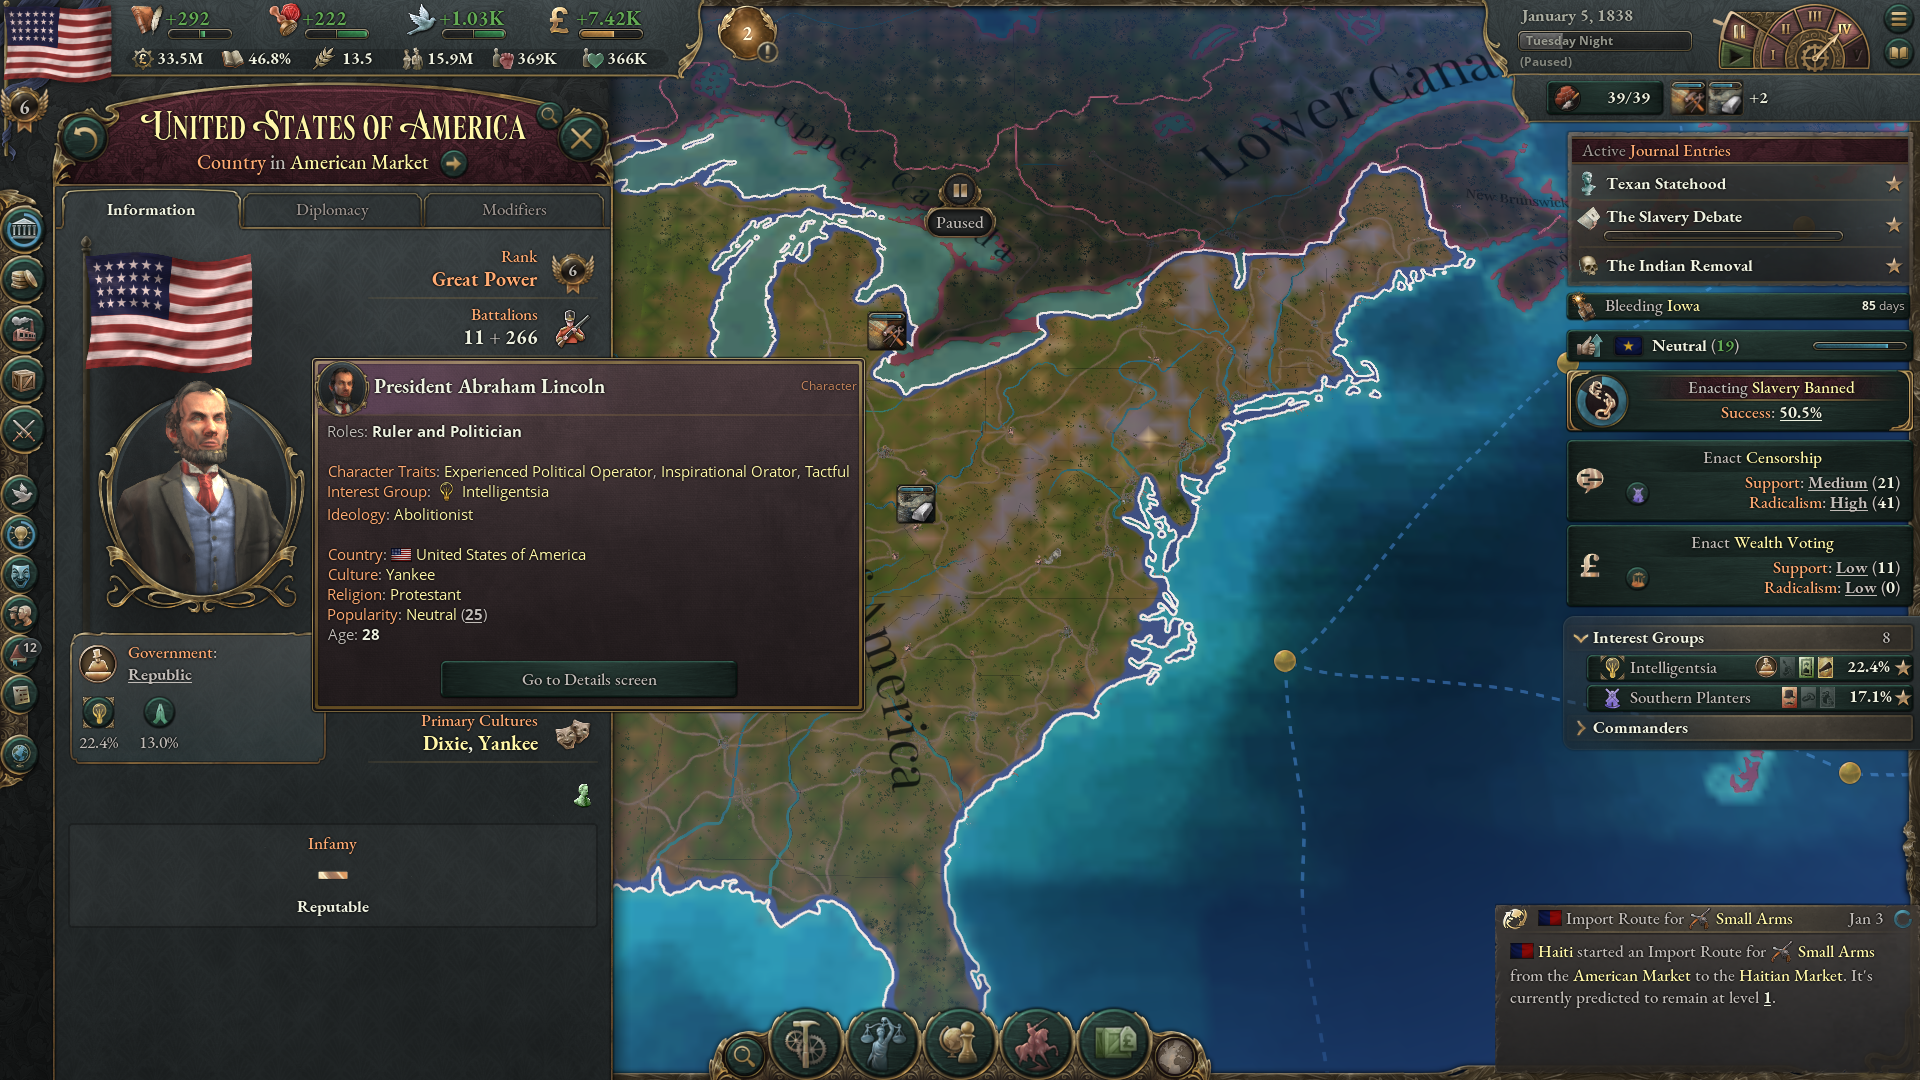 +292
+222
+1.03K
+7.42K
33.5M
46.8%
13.5
15.9M
369K
366K
2
January 5, 1838
Tuesday Night
(Paused)
I
II
III
IV
V
39/39
+2
6
United States of America
Country in American Market
Information
Diplomacy
Modifiers
Rank
Great Power
6
Battalions
11 + 266
President Abraham Lincoln
Character
Roles: Ruler and Politician
Character Traits: Experienced Political Operator, Inspirational Orator, Tactful
Interest Group: Intelligentsia
Ideology: Abolitionist
Country: United States of America
Culture: Yankee
Religion: Protestant
Popularity: Neutral (25)
Age: 28
Go to Details screen
Government:
Republic
22.4%
13.0%
Primary Cultures
Dixie, Yankee
Infamy
Reputable
12
Upper Canada
Lower Cana
New Brunswick
America
Paused
Active Journal Entries
Texan Statehood
The Slavery Debate
The Indian Removal
Bleeding Iowa
85 days
Neutral (19)
Enacting Slavery Banned
Success: 50.5%
Enact Censorship
Support: Medium (21)
Radicalism: High (41)
Enact Wealth Voting
Support: Low (11)
Radicalism: Low (0)
Interest Groups
8
Intelligentsia
22.4%
Southern Planters
17.1%
Commanders
Import Route for Small Arms
Jan 3
Haiti started an Import Route for Small Arms
from the American Market to the Haitian Market. It's
currently predicted to remain at level 1.